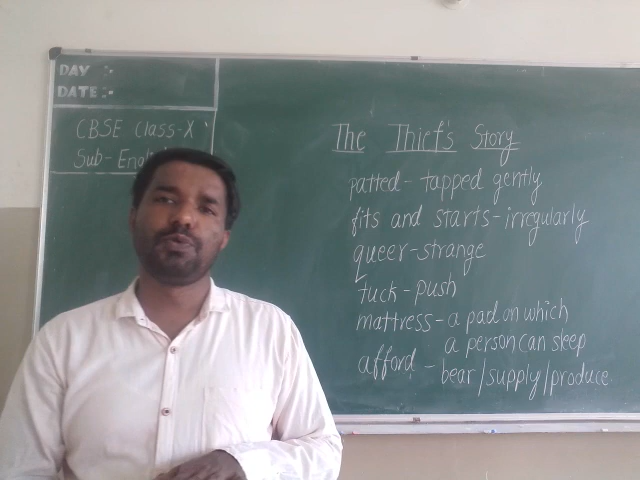 DAY :-
DATE :-
CBSE Class-X
Sub-
The Thief's Story
patted - tapped gently
fits and starts - irregularly
queer - strange
tuck - push
mattress - a pad on which
a person can sleep
afford - bear/supply/produce.